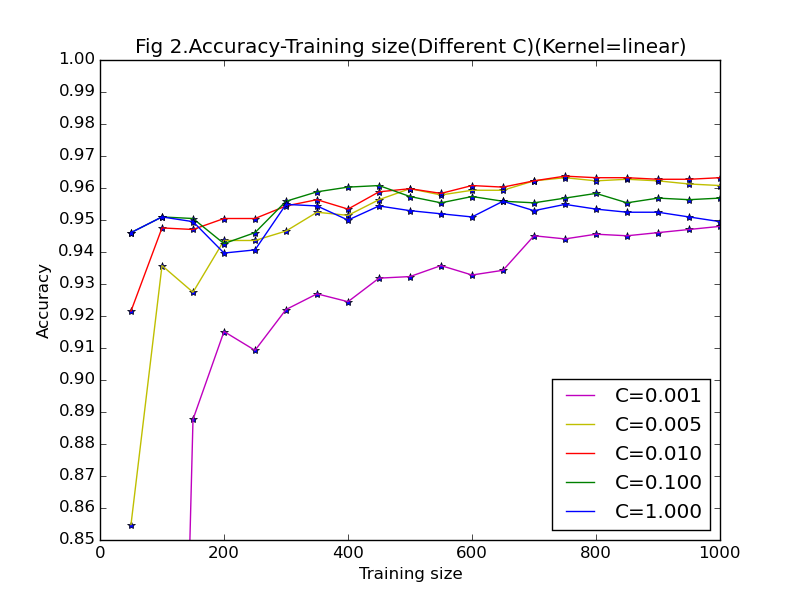 Fig 2.Accuracy-Training size(Different C)(Kernel=linear)
1.00
0.99
0.98
0.97
0.96
0.95
0.94
0.93
0.92
0.91
0.90
0.89
0.88
0.87
0.86
0.85
Accuracy
C=0.001
C=0.005
C=0.010
C=0.100
C=1.000
0 200 400 600 800 1000
Training size